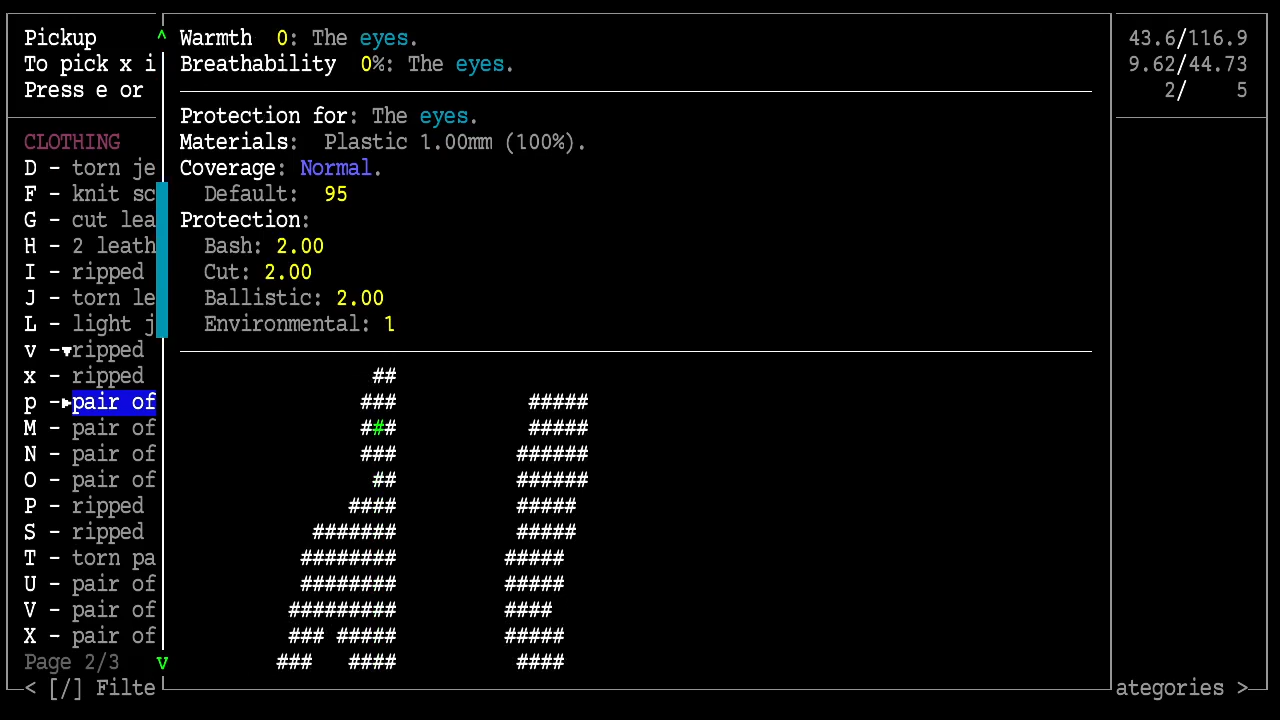 Pickup ^ Warmth  0: The eyes. 43.6/116.9
To pick x i Breathability  0%: The eyes. 9.62/44.73
Press e or 2/    5
Protection for: The eyes.
CLOTHING Materials:  Plastic 1.00mm (100%).
D - torn je Coverage: Normal.
F - knit sc   Default:  95
G - cut lea Protection:
H - 2 leath   Bash: 2.00
I - ripped   Cut: 2.00
J - torn le   Ballistic: 2.00
L - light j   Environmental: 1
v -▼ripped
x - ripped                 ##
p -►pair of               ###           #####
M - pair of               ###           #####
N - pair of               ###          ######
O - pair of                ##          ######
P - ripped               ####          #####
S - ripped            #######          #####
T - torn pa          ########         #####
U - pair of          ########         #####
V - pair of         #########         ####
X - pair of         ### #####         #####
Page 2/3 v         ###   ####          ####
< [/] Filte ategories >